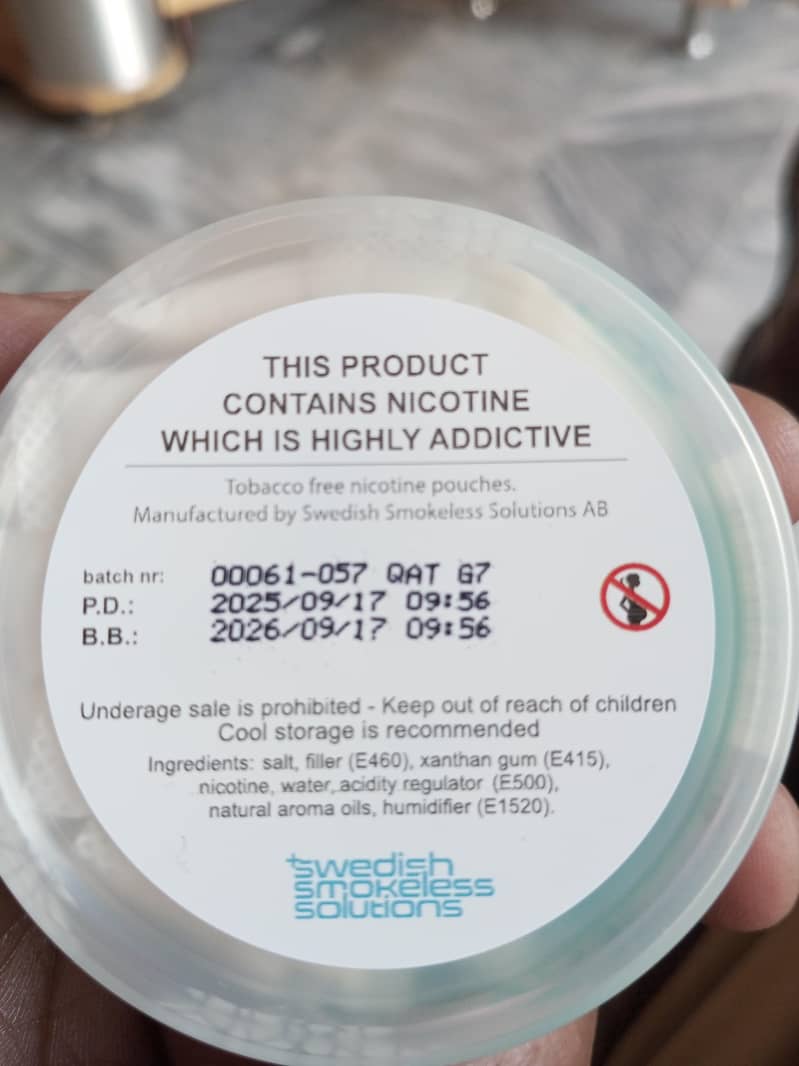 THIS PRODUCT
CONTAINS NICOTINE
WHICH IS HIGHLY ADDICTIVE
Tobacco free nicotine pouches.
Manufactured by Swedish Smokeless Solutions AB
batch nr: 00061-057 QAT G7
P.D.: 2025/09/17 09:56
B.B.: 2026/09/17 09:56
Underage sale is prohibited - Keep out of reach of children
Cool storage is recommended
Ingredients: salt, filler (E460), xanthan gum (E415),
nicotine, water, acidity regulator (E500),
natural aroma oils, humidifier (E1520).
swedish
smokeless
solutions